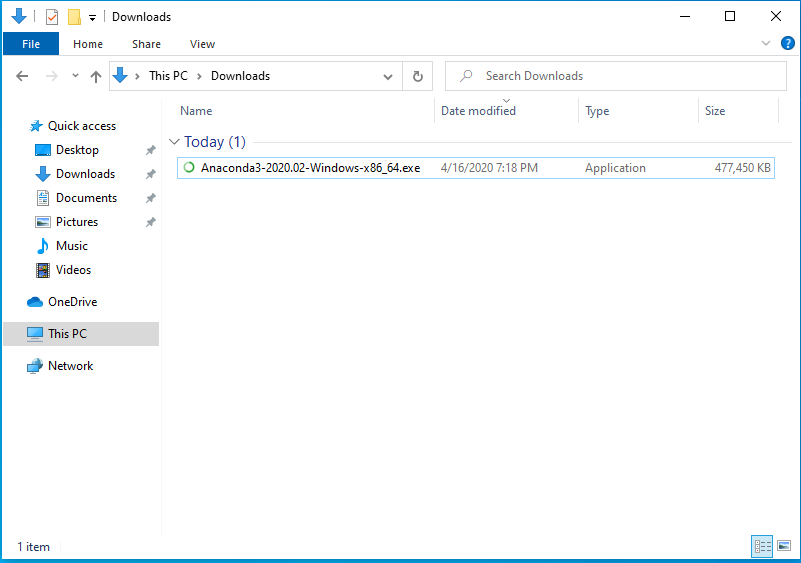 Downloads
File Home Share View
This PC Downloads
Search Downloads
Name Date modified Type Size
Quick access
Desktop
Downloads
Documents
Pictures
Music
Videos
OneDrive
This PC
Network
Today (1)
Anaconda3-2020.02-Windows-x86_64.exe 4/16/2020 7:18 PM Application 477,450 KB
1 item